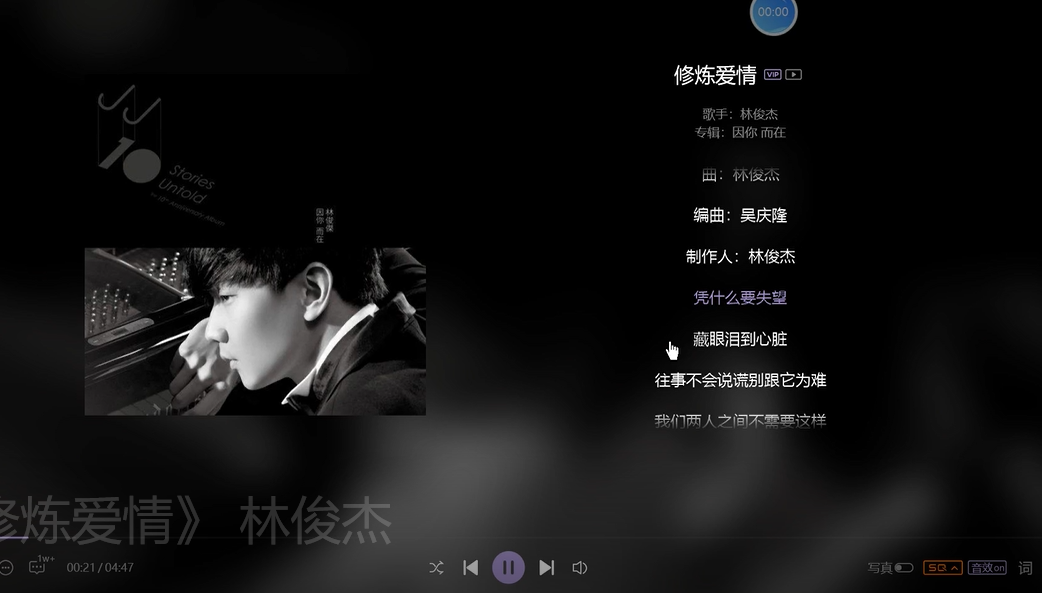 00:00
修炼爱情 VIP
歌手：林俊杰
专辑：因你 而在
曲：林俊杰
编曲：吴庆隆
制作人：林俊杰
凭什么要失望
藏眼泪到心脏
往事不会说谎别跟它为难
我们两人之间不需要这样
JJ
10
Stories
Untold
林俊傑
因你 而在
修炼爱情》 林俊杰
1w+
00:21 / 04:47
写真
SQ
音效on
词